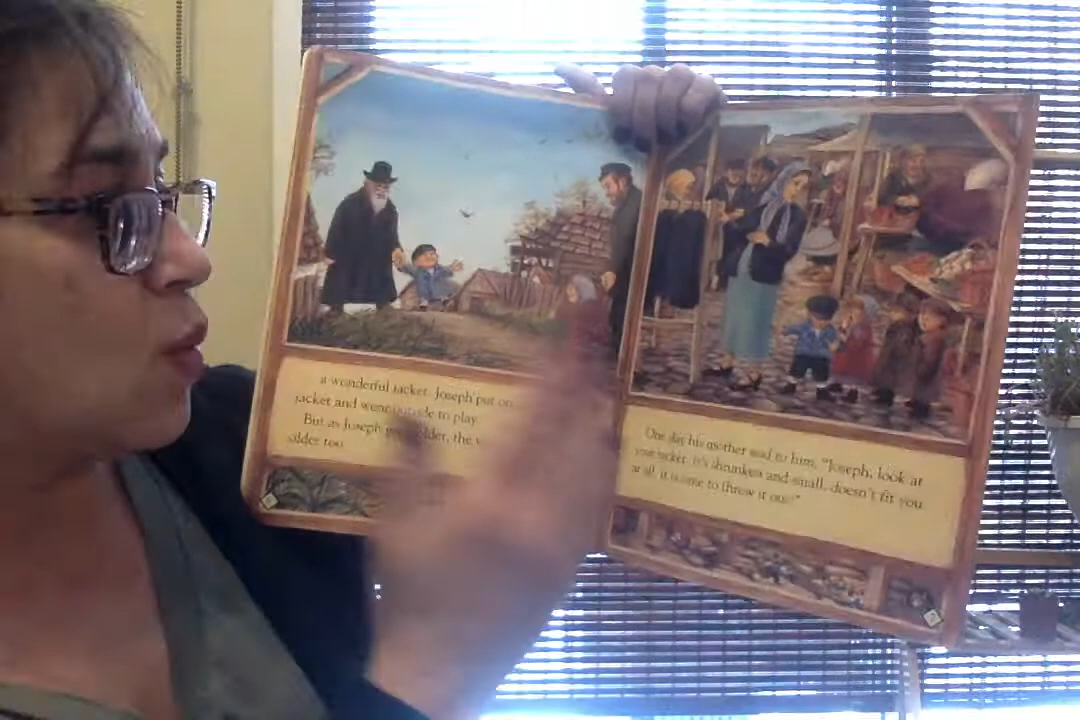 a wonderful jacket. Joseph put on
jacket and went outside to play.
But as Joseph got older, the
older too.
One day his mother said to him, "Joseph, look at
your jacket. It's shrunken and small, doesn't fit you
at all, it is time to throw it out!"